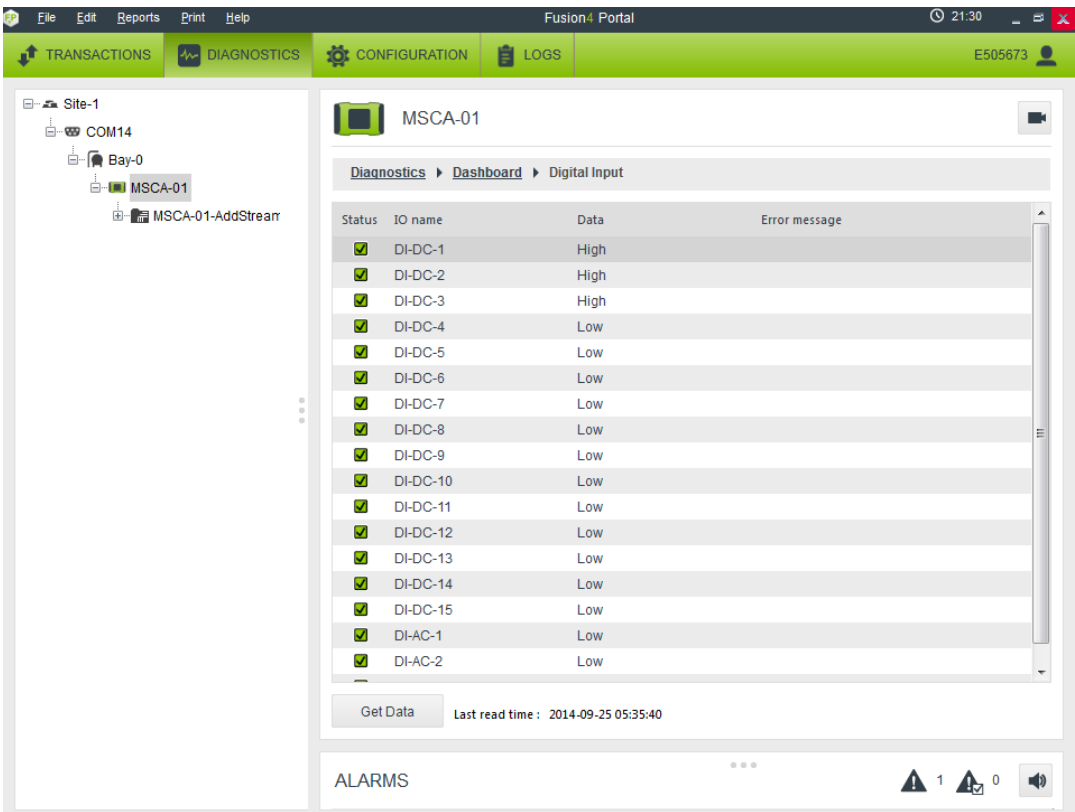 FP File Edit Reports Print Help Fusion4 Portal 21:30
TRANSACTIONS DIAGNOSTICS CONFIGURATION LOGS E505673
Site-1
COM14
Bay-0
MSCA-01
MSCA-01-AddStream
MSCA-01
Diagnostics Dashboard Digital Input
Status IO name Data Error message
DI-DC-1 High
DI-DC-2 High
DI-DC-3 High
DI-DC-4 Low
DI-DC-5 Low
DI-DC-6 Low
DI-DC-7 Low
DI-DC-8 Low
DI-DC-9 Low
DI-DC-10 Low
DI-DC-11 Low
DI-DC-12 Low
DI-DC-13 Low
DI-DC-14 Low
DI-DC-15 Low
DI-AC-1 Low
DI-AC-2 Low
Get Data Last read time : 2014-09-25 05:35:40
ALARMS 1 0